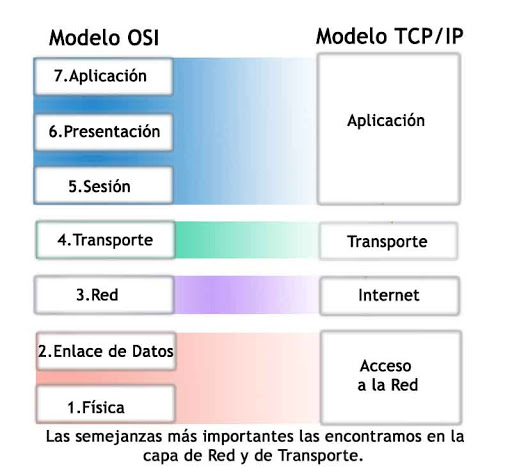 Modelo OSI
Modelo TCP/IP
7.Aplicación
6.Presentación
5.Sesión
Aplicación
4.Transporte
Transporte
3.Red
Internet
2.Enlace de Datos
1.Física
Acceso
a la Red
Las semejanzas más importantes las encontramos en la
capa de Red y de Transporte.